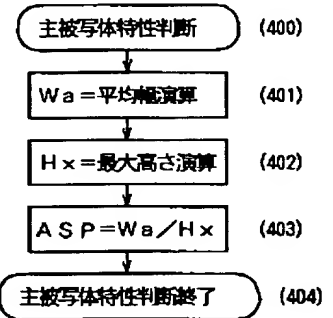 主被写体特性判断 (400)
Wa=平均幅演算 (401)
Hx=最大高さ演算 (402)
ASP=Wa/Hx (403)
主被写体特性判断終了 (404)